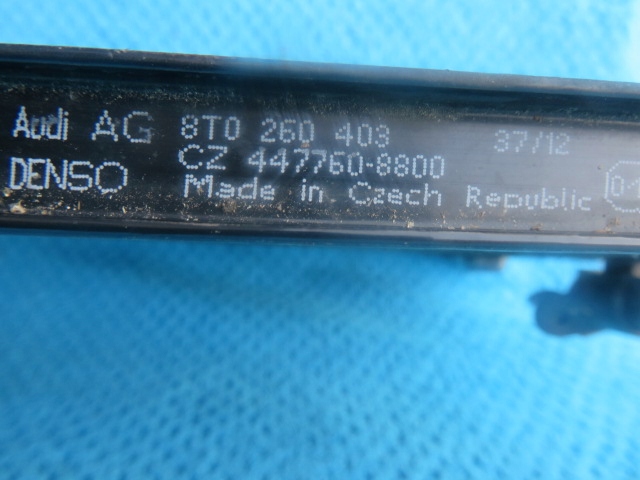 Audi AG 8T0 260 403 37/12
DENSO CZ 447760-8800
Made in Czech Republic